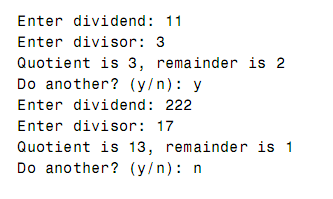 Enter dividend: 11
Enter divisor: 3
Quotient is 3, remainder is 2
Do another? (y/n): y
Enter dividend: 222
Enter divisor: 17
Quotient is 13, remainder is 1
Do another? (y/n): n